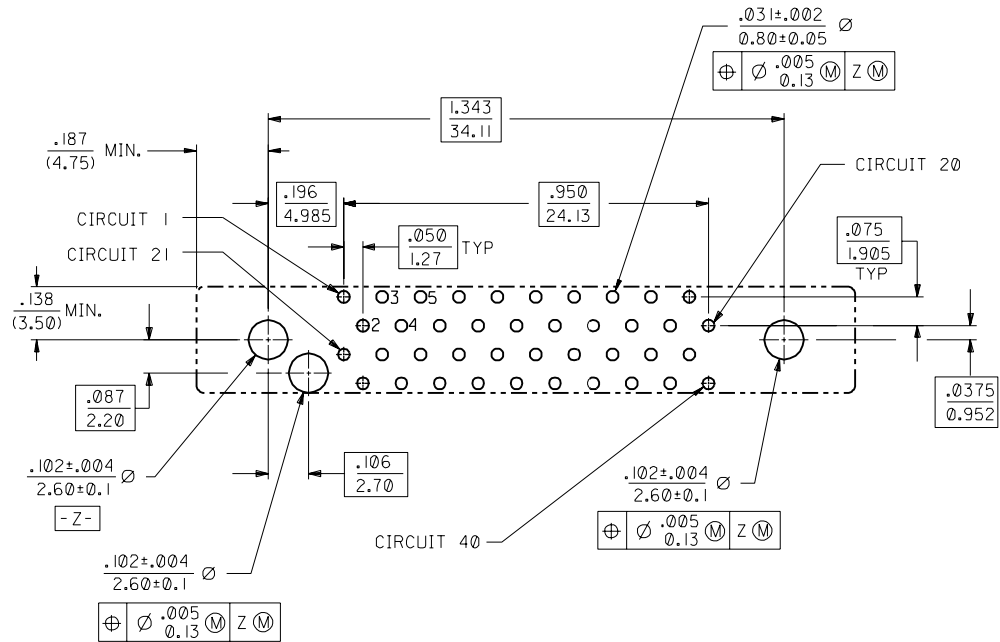 .031±.002 Ø
0.80±0.05
⌖ Ø .005 Ⓜ Z Ⓜ
0.13
1.343
34.11
.187 MIN.
(4.75)
CIRCUIT 20
.196
4.985
.950
24.13
CIRCUIT 1
.050 TYP
1.27
.075
1.905
TYP
CIRCUIT 21
3 5
.138 MIN.
(3.50)
2 4
.087
2.20
.0375
0.952
.102±.004 Ø
2.60±0.1
-Z-
.106
2.70
.102±.004 Ø
2.60±0.1
⌖ Ø .005 Ⓜ Z Ⓜ
0.13
CIRCUIT 40
.102±.004 Ø
2.60±0.1
⌖ Ø .005 Ⓜ Z Ⓜ
0.13